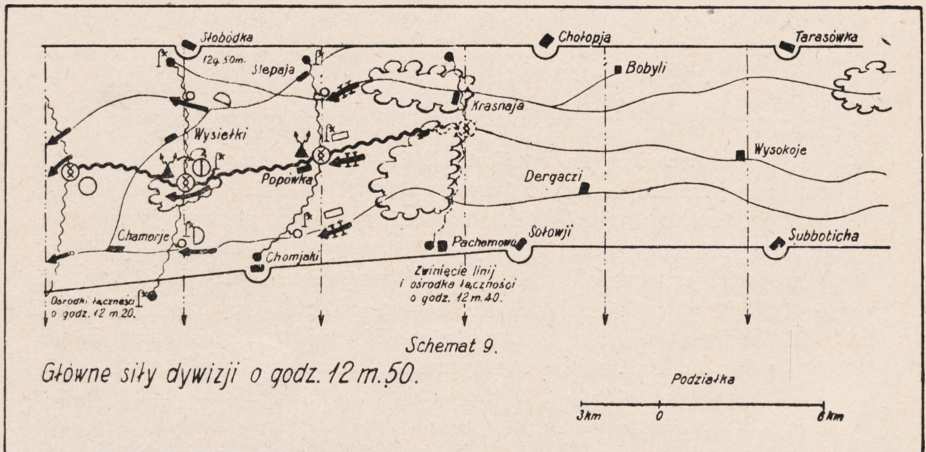 Słobódka
12g. 50m.
Chołopja
Tarasówka
Slepaja
Bobyli
Krasnaja
Wysiełki
Wysokoje
Popówka
Dergaczi
Chamorje
Pachomowo
Sołowji
Subboticha
Chomjaki
Zwinięcie linij
i ośrodka łączności
o godz. 12 m. 40.
Ośrodki łączności
o godz. 12 m. 20.
Schemat 9.
Główne siły dywizji o godz. 12 m. 50.
Podziałka
3km 0 6km